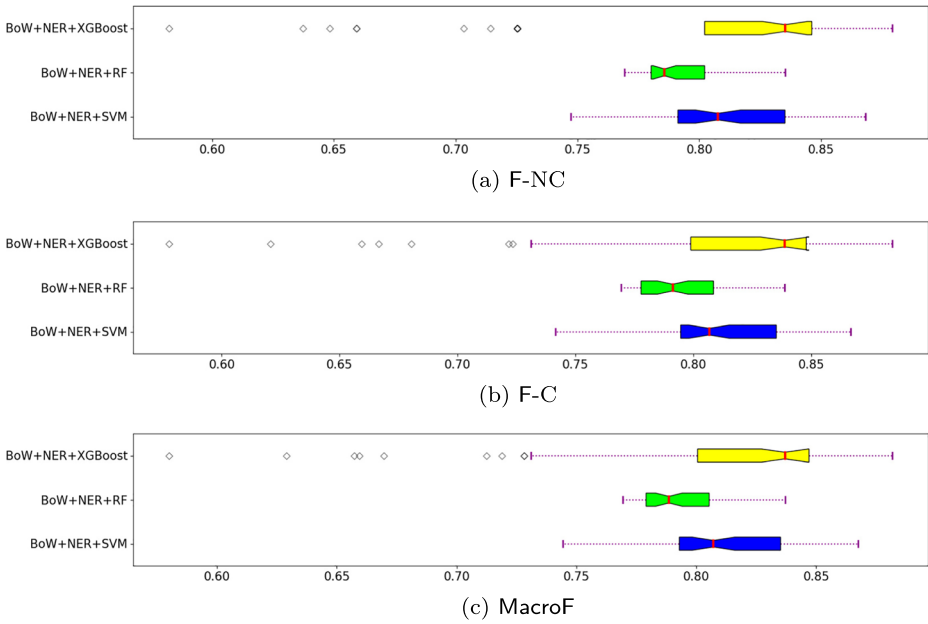 BoW+NER+XGBoost
BoW+NER+RF
BoW+NER+SVM
0.60 0.65 0.70 0.75 0.80 0.85
(a) F-NC
BoW+NER+XGBoost
BoW+NER+RF
BoW+NER+SVM
0.60 0.65 0.70 0.75 0.80 0.85
(b) F-C
BoW+NER+XGBoost
BoW+NER+RF
BoW+NER+SVM
0.60 0.65 0.70 0.75 0.80 0.85
(c) MacroF